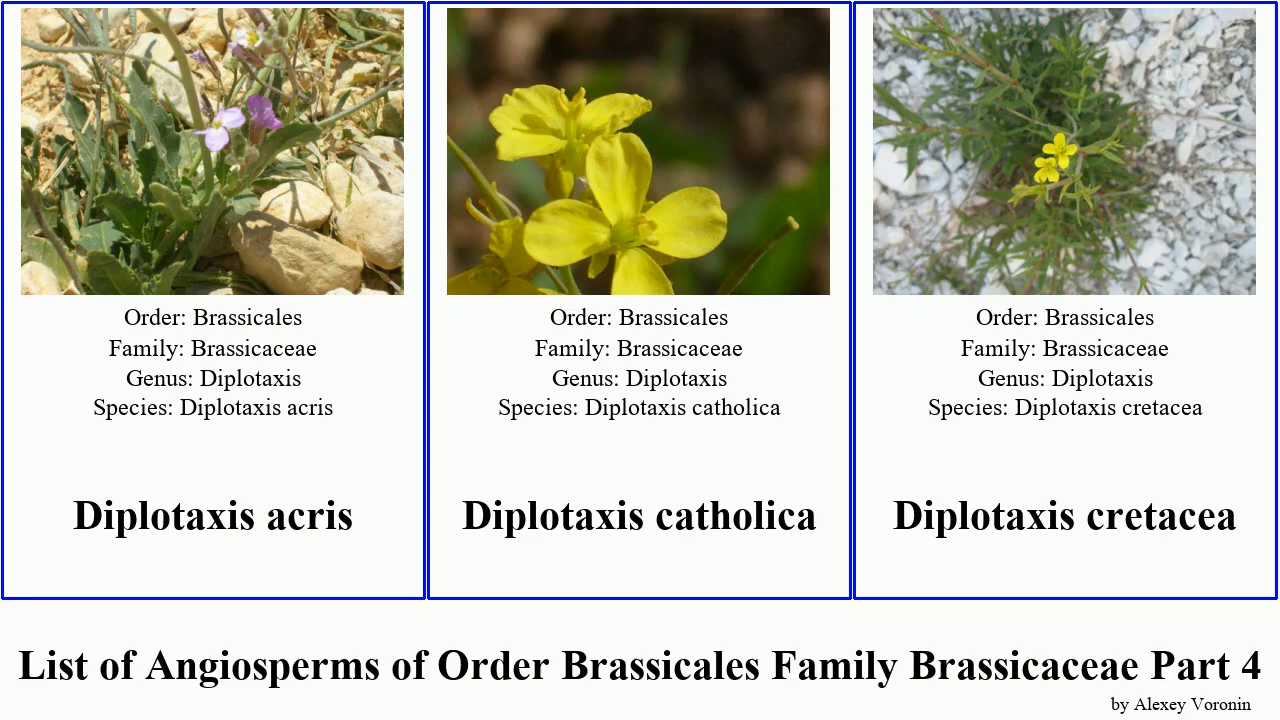 Order: Brassicales
Family: Brassicaceae
Genus: Diplotaxis
Species: Diplotaxis acris
Diplotaxis acris
Order: Brassicales
Family: Brassicaceae
Genus: Diplotaxis
Species: Diplotaxis catholica
Diplotaxis catholica
Order: Brassicales
Family: Brassicaceae
Genus: Diplotaxis
Species: Diplotaxis cretacea
Diplotaxis cretacea
List of Angiosperms of Order Brassicales Family Brassicaceae Part 4
by Alexey Voronin